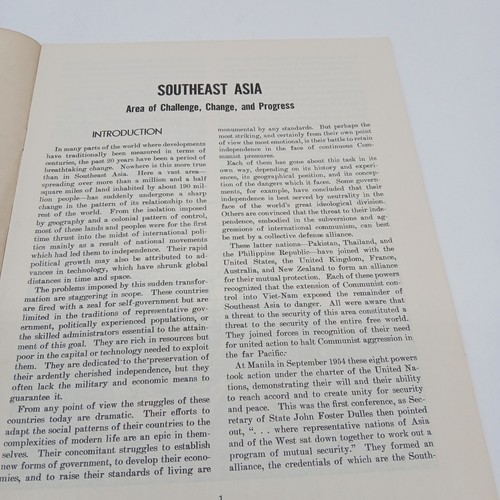 SOUTHEAST ASIA
Area of Challenge, Change, and Progress
INTRODUCTION
In many parts of the world where developments
have traditionally been measured in terms of
centuries, the past 20 years have been a period of
breathtaking change. Nowhere is this more true
than in Southeast Asia. Here a vast area—
spreading over more than a million and a half
square miles of land inhabited by about 190 mil-
lion people—has suddenly undergone a sharp
change in the pattern of its relationship to the
rest of the world. From the isolation imposed
by geography and a colonial pattern of control,
most of these lands and peoples were for the first
time thrust into the midst of international poli-
tics mainly as a result of national movements
which had led them to independence. Their rapid
political growth may also be attributed to ad-
vances in technology, which have shrunk global
distances in time and space.
The problems imposed by this sudden transfor-
mation are staggering in scope. These countries
are fired with a zeal for self-government but are
limited in the traditions of representative gov-
ernment, politically experienced populations, or
the skilled administrators essential to the attain-
ment of this goal. They are rich in resources but
poor in the capital or technology needed to exploit
them. They are dedicated to the preservation of
their ardently cherished independence, but they
often lack the military and economic means to
guarantee it.
From any point of view the struggles of these
countries today are dramatic. Their efforts to
adapt the social patterns of their countries to the
complexities of modern life are an epic in them-
selves. Their concomitant struggles to establish
new forms of government, to develop their econo-
mies, and to raise their standards of living are
monumental by any standards. But perhaps the
most striking, and certainly from their own point
of view the most emotional, is their battle to retain
independence in the face of continuous Com-
munist pressures.
Each of them has gone about this task in its
own way, depending on its history and experi-
ences, its geographical position, and its concep-
tion of the dangers which it faces. Some govern-
ments, for example, have concluded that their
independence is best served by neutrality in the
face of the world's great ideological division.
Others are convinced that the threat to their inde-
pendence, embodied in the subversions and ag-
gressions of international communism, can best
be met by a collective defense alliance.
These latter nations—Pakistan, Thailand, and
the Philippine Republic—have joined with the
United States, the United Kingdom, France,
Australia, and New Zealand to form an alliance
for their mutual protection. Each of these powers
recognized that the extension of Communist con-
trol into Viet-Nam exposed the remainder of
Southeast Asia to danger. All were aware that
a threat to the security of this area constituted a
threat to the security of the entire free world.
They joined forces in recognition of their need
for united action to halt Communist aggression in
the far Pacific.
At Manila in September 1954 these eight powers
took action under the charter of the United Na-
tions, demonstrating their will and their ability
to reach accord and to create unity for security
and peace. This was the first conference, as Sec-
retary of State John Foster Dulles then pointed
out, ". . . where representative nations of Asia
and of the West sat down together to work out a
program of mutual security." They formed an
alliance, the credentials of which are the South-
1